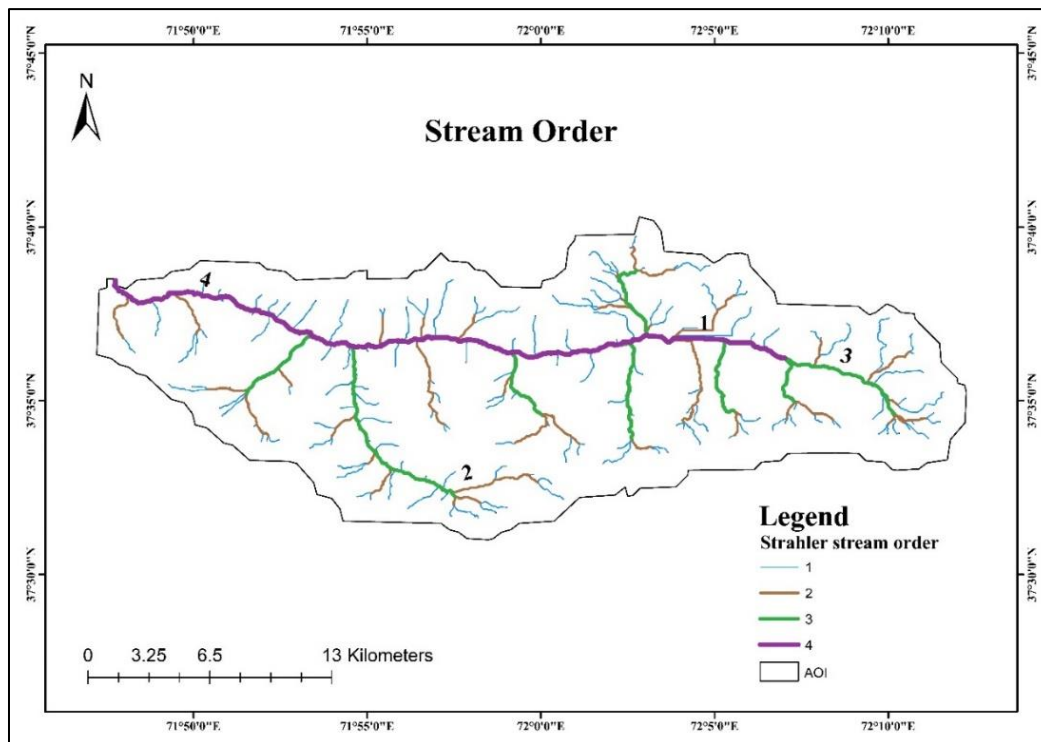 71°50'0"E 71°55'0"E 72°0'0"E 72°5'0"E 72°10'0"E
37°45'0"N 37°45'0"N
N
Stream Order
37°40'0"N 37°40'0"N
4
1
3
37°35'0"N 37°35'0"N
2
Legend
Strahler stream order
1
37°30'0"N 37°30'0"N
2
3
4
AOI
0 3.25 6.5 13 Kilometers
71°50'0"E 71°55'0"E 72°0'0"E 72°5'0"E 72°10'0"E